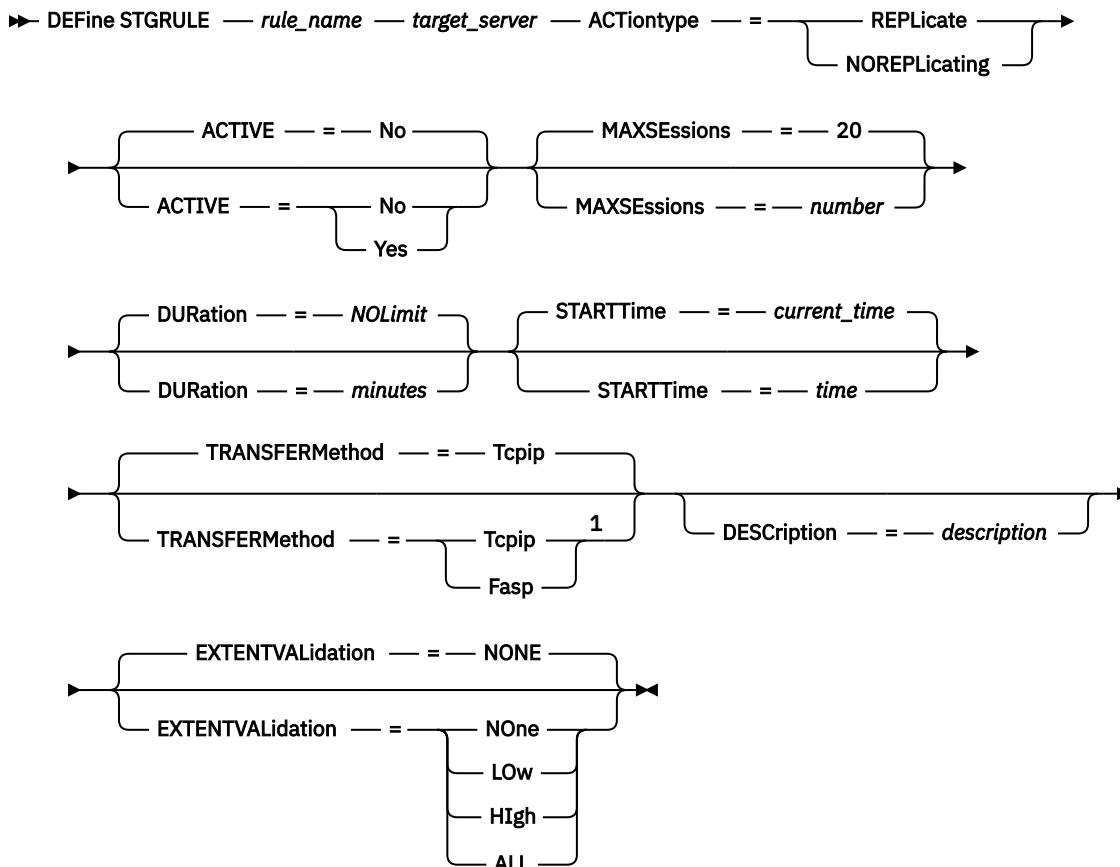 DEFine STGRULE — rule_name — target_server — ACTiontype — = — REPLicate
NOREPLicating
ACTIVE — = — No
MAXSEssions — = — 20
ACTIVE — = — No
MAXSEssions — = — number
Yes
DURation — = — NOLimit
STARTTime — = — current_time
DURation — = — minutes
STARTTime — = — time
TRANSFERMethod — = — Tcpip
TRANSFERMethod — = — Tcpip 1
DESCription — = — description
Fasp
EXTENTVALidation — = — NONE
EXTENTVALidation — = — NOne
LOw
HIgh
ALL